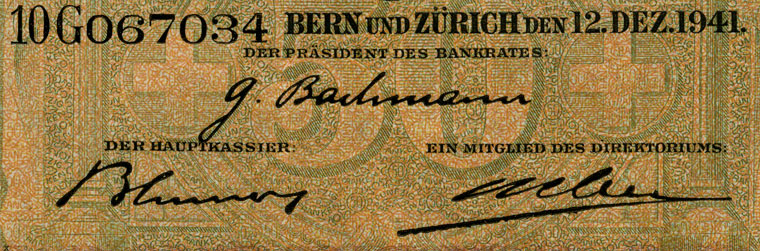 10G067034 BERN UND ZÜRICH DEN 12. DEZ. 1941.
DER PRÄSIDENT DES BANKRATES:
G. Bachmann
DER HAUPTKASSIER: EIN MITGLIED DES DIREKTORIUMS:
50